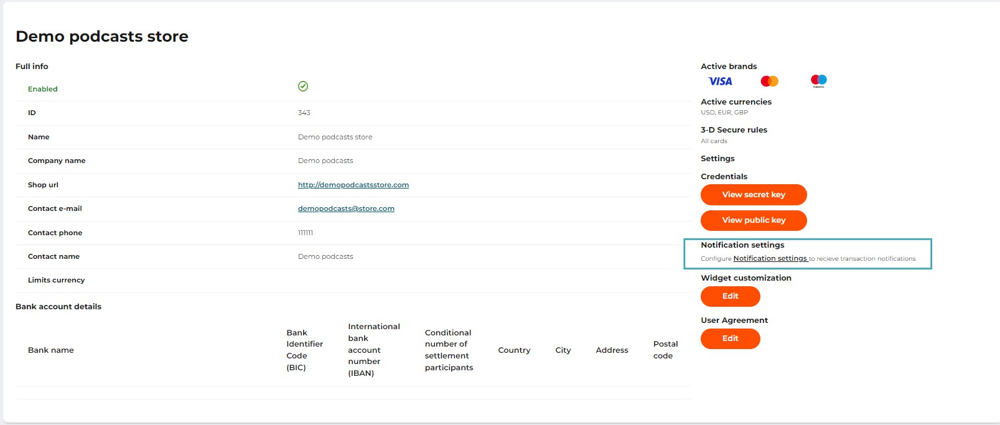 Demo podcasts store
Full info
Enabled
ID 343
Name Demo podcasts store
Company name Demo podcasts
Shop url http://demopodcastsstore.com
Contact e-mail demopodcasts@store.com
Contact phone 111111
Contact name Demo podcasts
Limits currency
Bank account details
Bank name
Bank
Identifier
Code
(BIC)
International
bank
account
number
(IBAN)
Conditional
number of
settlement
participants
Country
City
Address
Postal
code
Active brands
VISA
maestro
Active currencies
USD, EUR, GBP
3-D Secure rules
All cards
Settings
Credentials
View secret key
View public key
Notification settings
Configure Notification settings to recieve transaction notifications
Widget customization
Edit
User Agreement
Edit